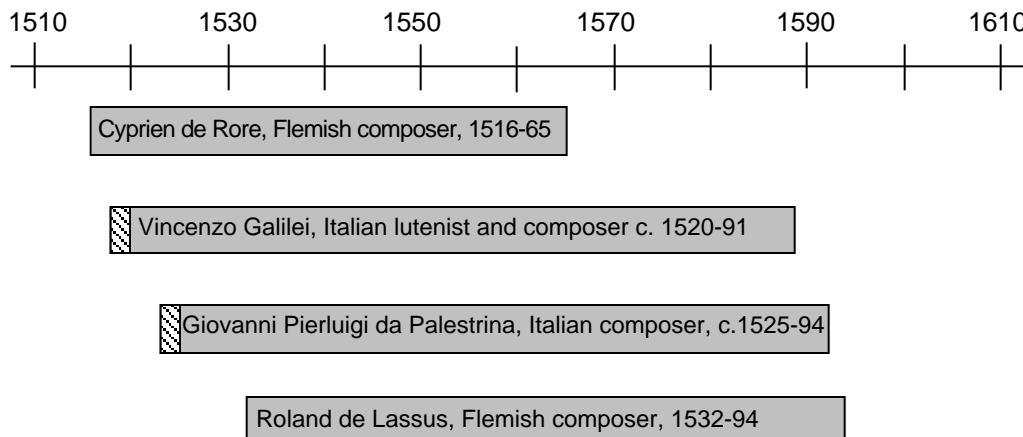 1510 1530 1550 1570 1590 1610
Cyprien de Rore, Flemish composer, 1516-65
Vincenzo Galilei, Italian lutenist and composer c. 1520-91
Giovanni Pierluigi da Palestrina, Italian composer, c.1525-94
Roland de Lassus, Flemish composer, 1532-94